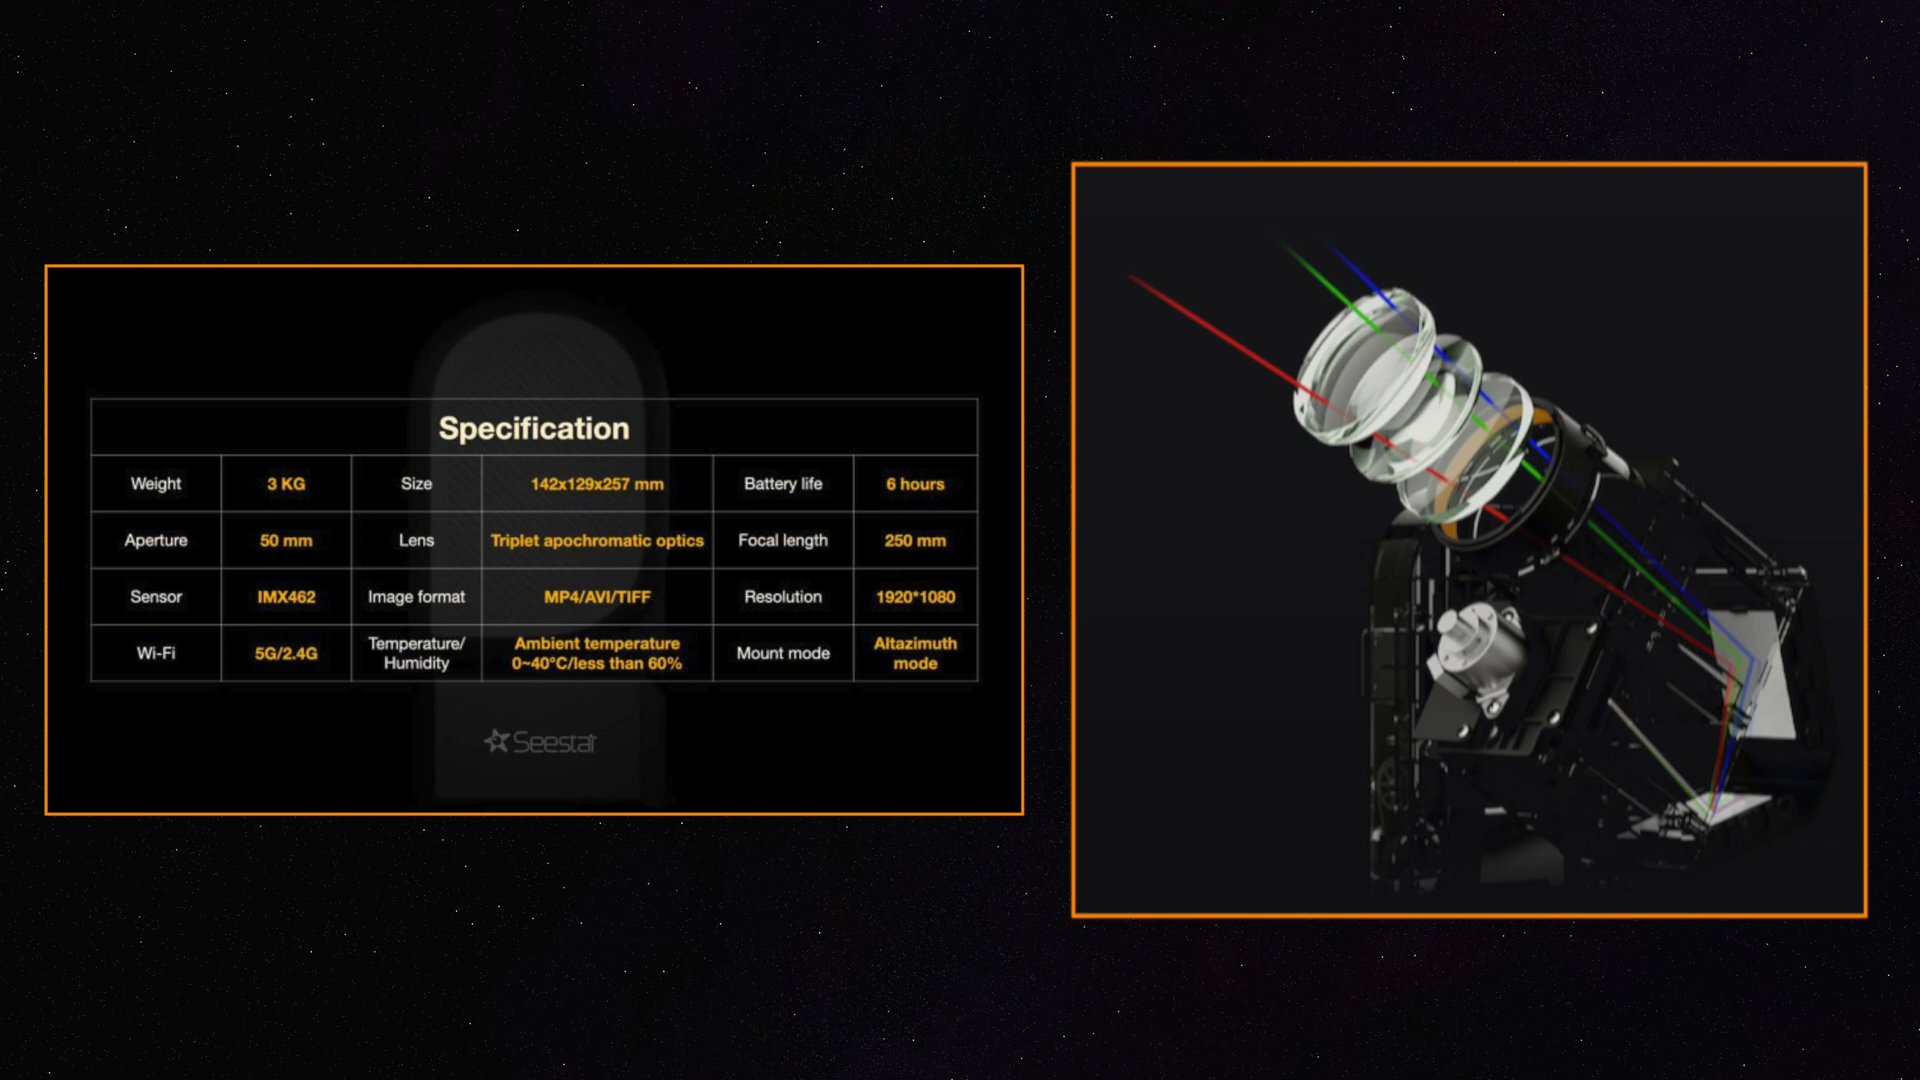 Specification
Weight 3 KG Size 142x129x257 mm Battery life 6 hours
Aperture 50 mm Lens Triplet apochromatic optics Focal length 250 mm
Sensor IMX462 Image format MP4/AVI/TIFF Resolution 1920*1080
Wi-Fi 5G/2.4G Temperature/ Humidity Ambient temperature 0~40°C/less than 60% Mount mode Altazimuth mode
Seestar